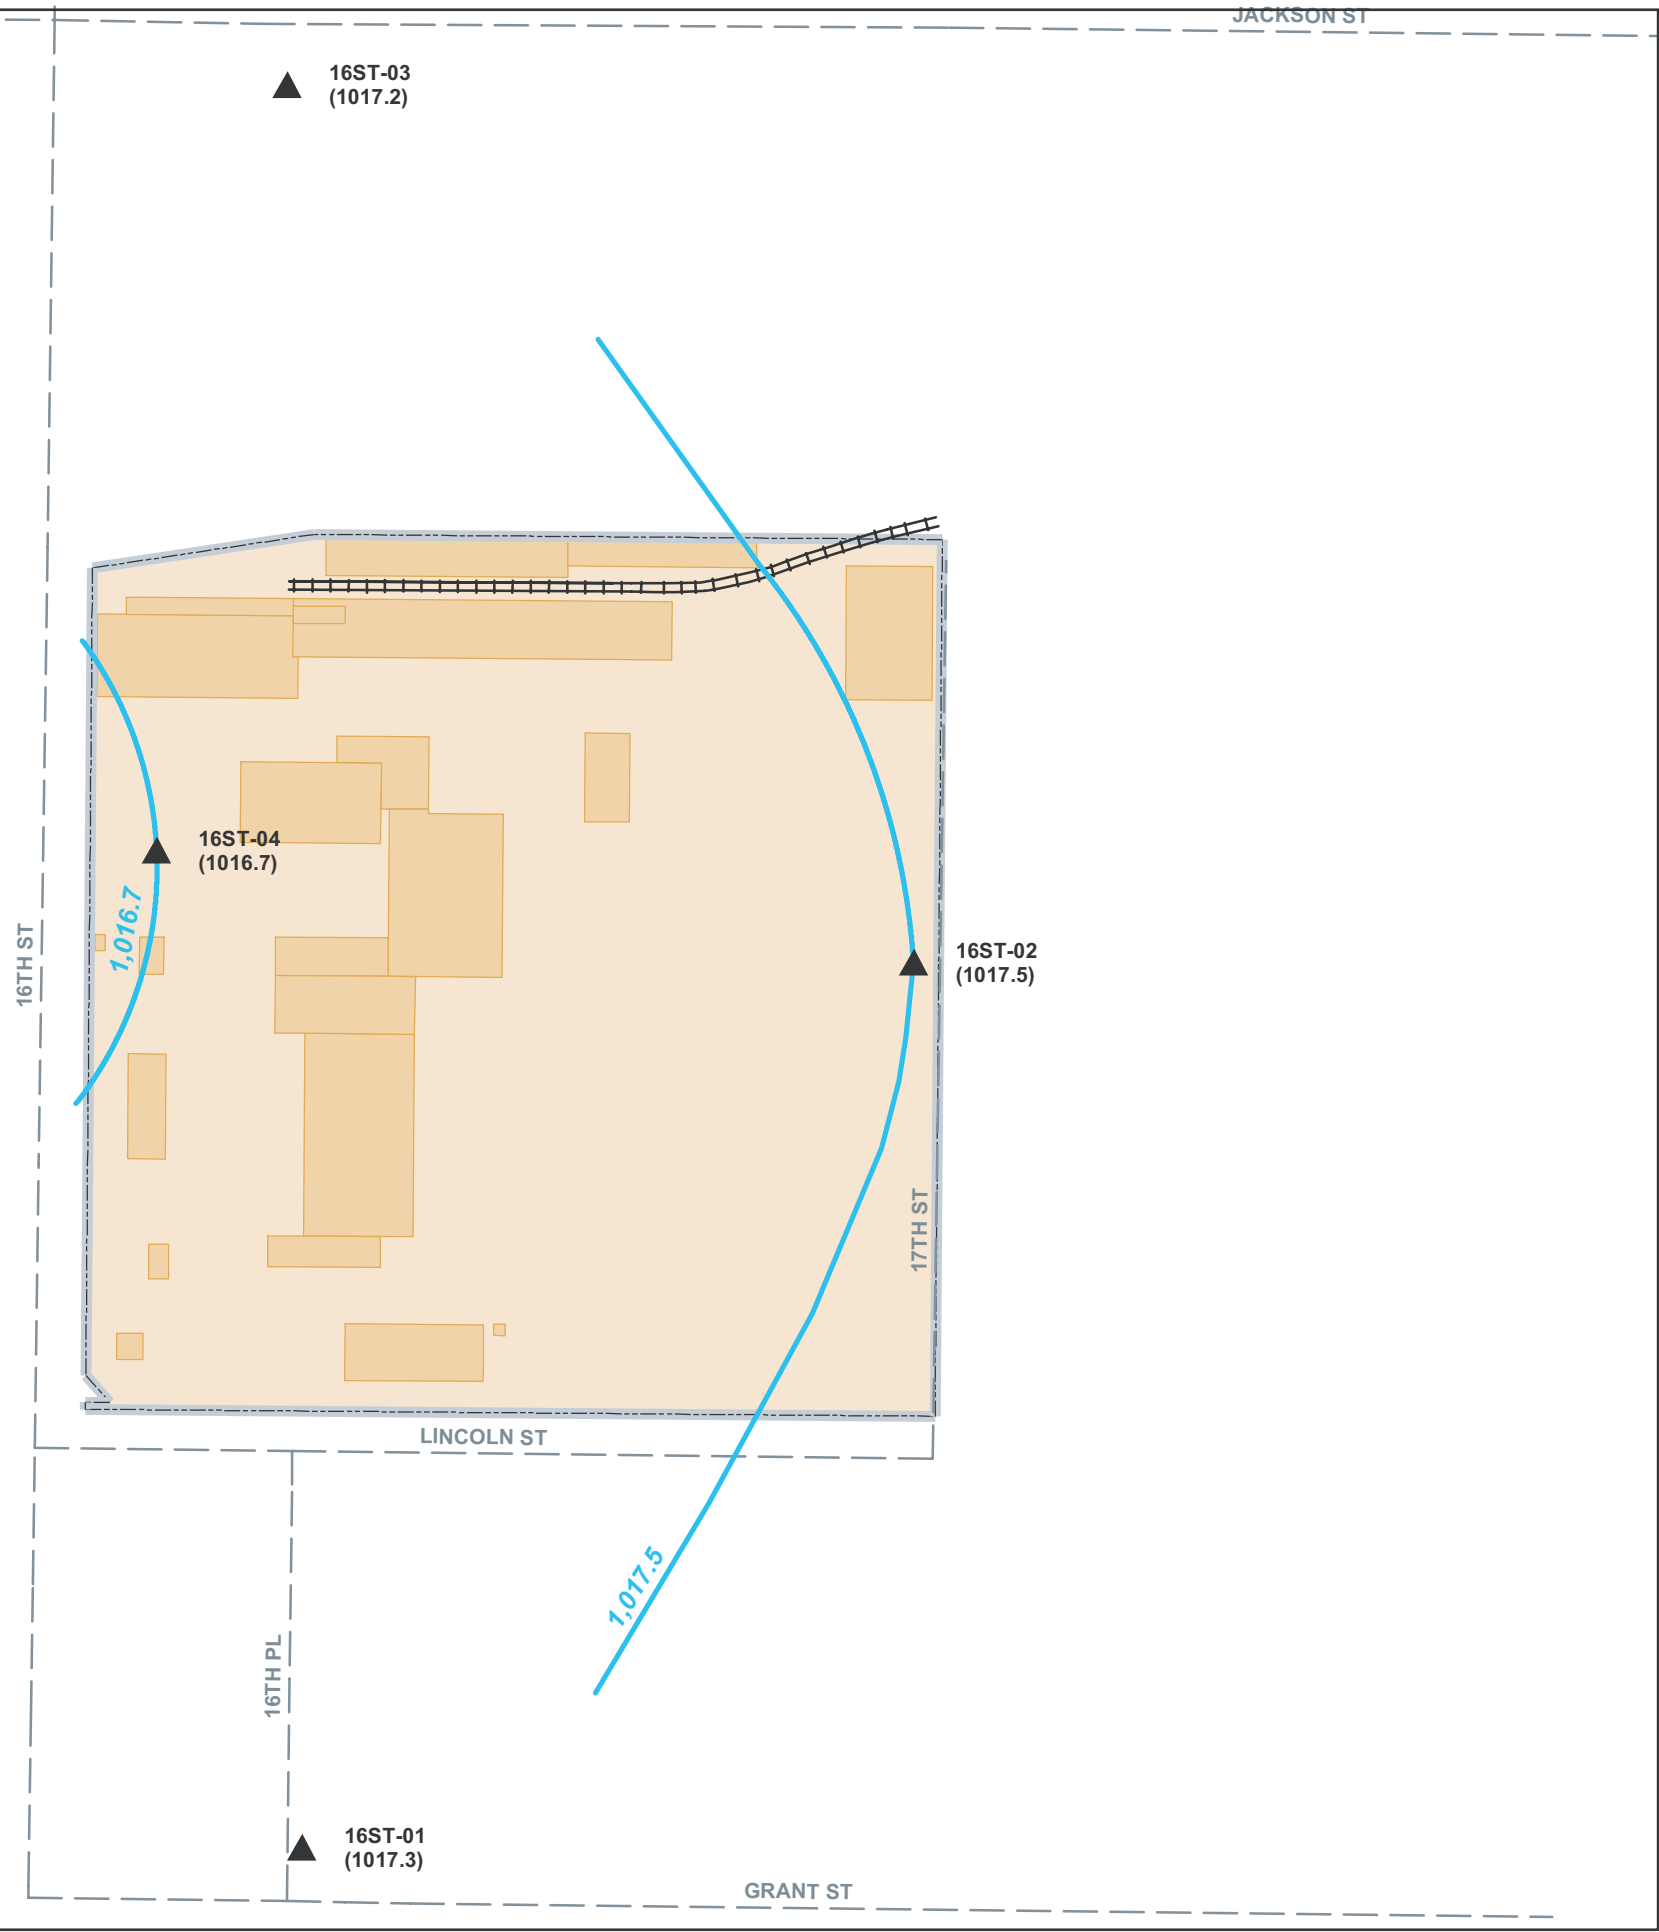 JACKSON ST
16ST-03
(1017.2)
16ST-04
(1016.7)
1,016.7
16TH ST
16ST-02
(1017.5)
17TH ST
LINCOLN ST
1,017.5
16TH PL
16ST-01
(1017.3)
GRANT ST